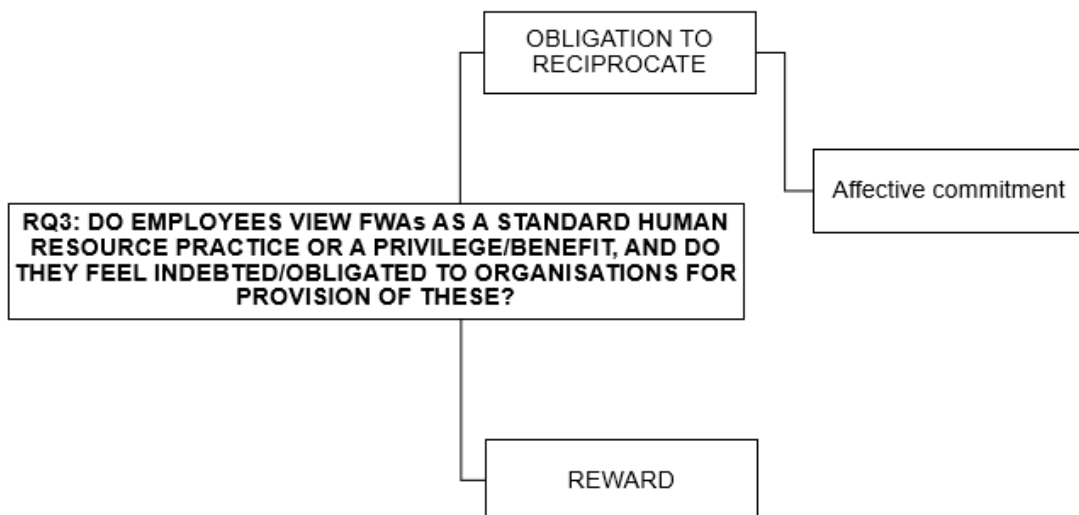 OBLIGATION TO
RECIPROCATE
Affective commitment
RQ3: DO EMPLOYEES VIEW FWAs AS A STANDARD HUMAN
RESOURCE PRACTICE OR A PRIVILEGE/BENEFIT, AND DO
THEY FEEL INDEBTED/OBLIGATED TO ORGANISATIONS FOR
PROVISION OF THESE?
REWARD